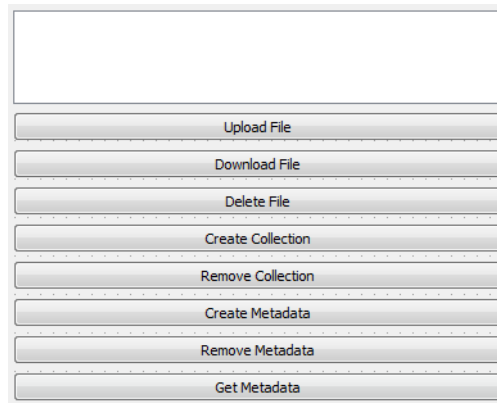 Upload File
Download File
Delete File
Create Collection
Remove Collection
Create Metadata
Remove Metadata
Get Metadata